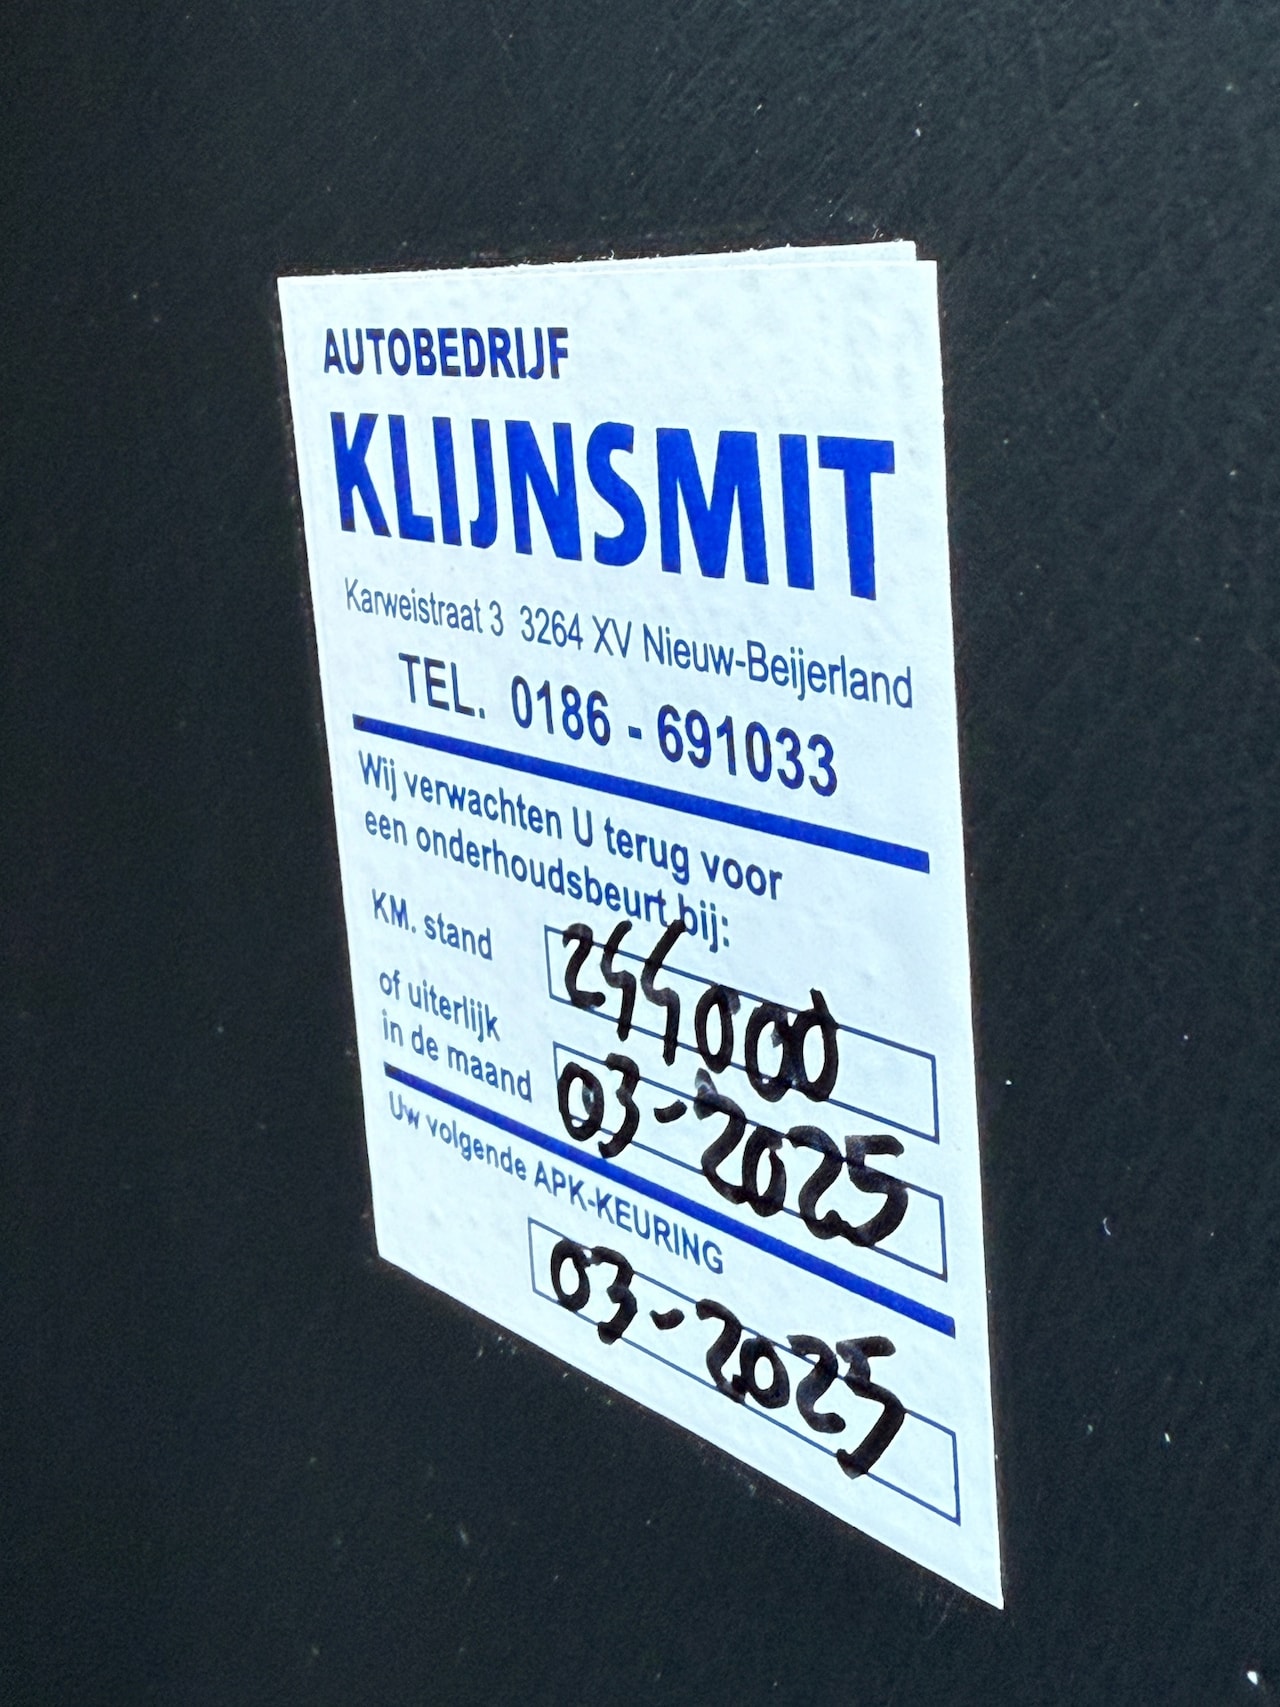 AUTOBEDRIJF
KLIJNSMIT
Karweistraat 3 3264 XV Nieuw-Beijerland
TEL. 0186 - 691033
Wij verwachten U terug voor
een onderhoudsbeurt bij:
KM. stand 244000
of uiterlijk
in de maand 03-2025
Uw volgende APK-KEURING
03-2025